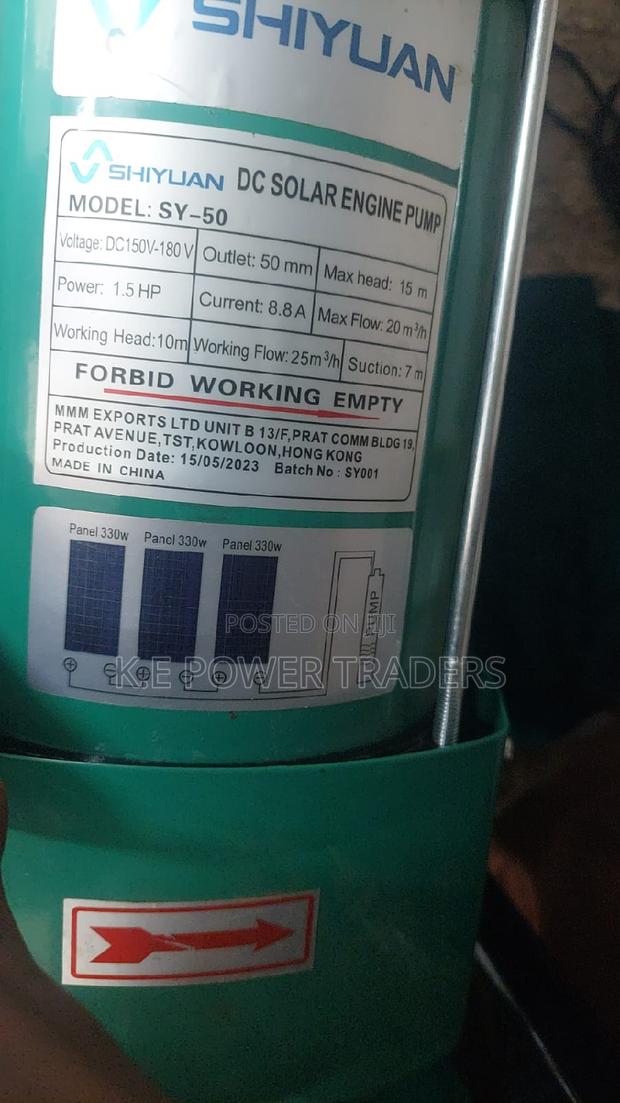 SHIYUAN
SHIYUAN DC SOLAR ENGINE PUMP
MODEL: SY-50
Voltage: DC150V-180V Outlet: 50 mm Max head: 15 m
Power: 1.5 HP Current: 8.8 A Max Flow: 20 m³/h
Working Head:10m Working Flow: 25m³/h Suction: 7 m
FORBID WORKING EMPTY
MMM EXPORTS LTD UNIT B 13/F,PRAT COMM BLDG 19,
PRAT AVENUE,TST,KOWLOON,HONG KONG
Production Date: 15/05/2023 Batch No : SY001
MADE IN CHINA
Panel 330w Panel 330w Panel 330w
PUMP
POSTED ON JIJI
K.E POWER TRADERS